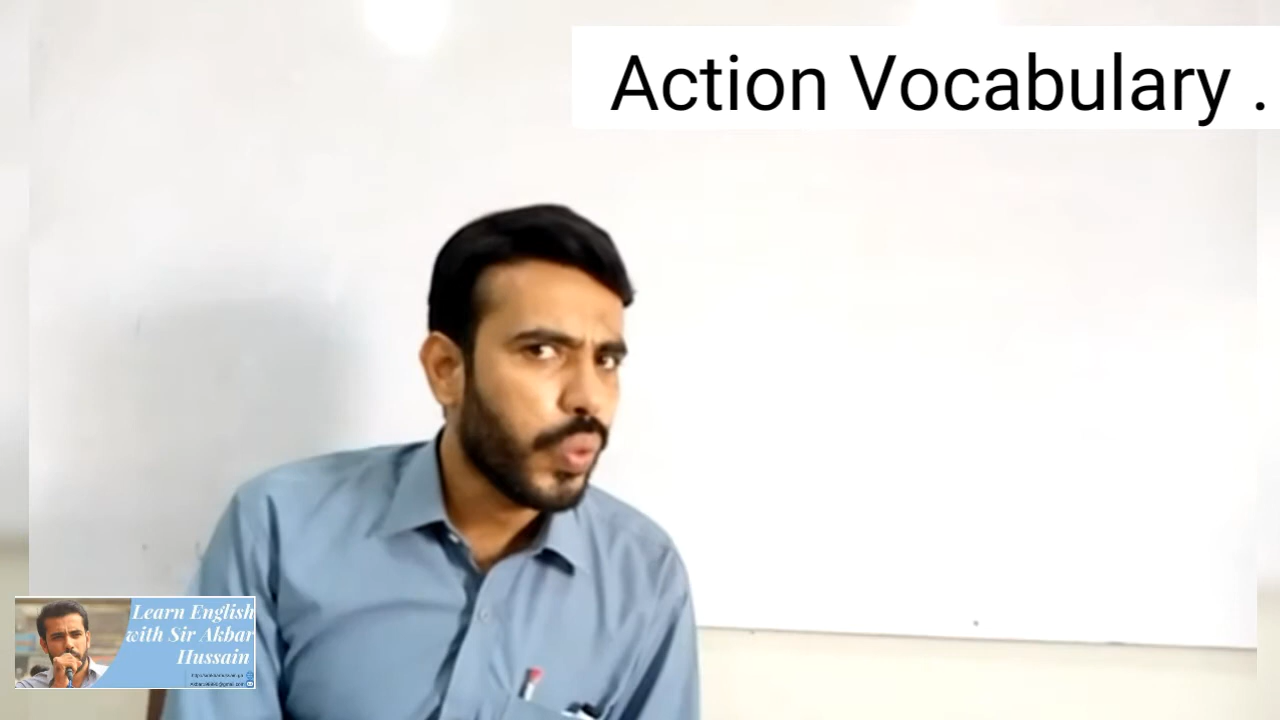 Action Vocabulary .
Learn English
with Sir Akbar
Hussain